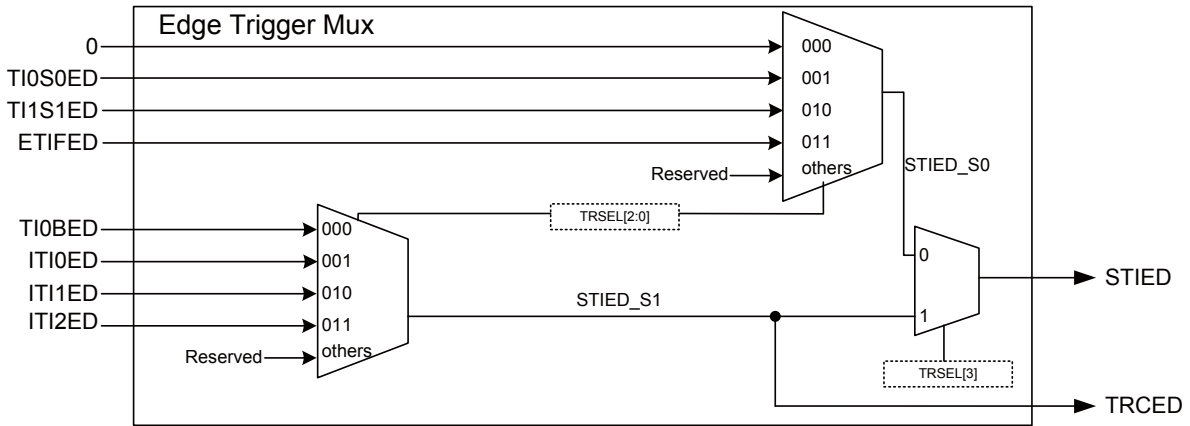 Edge Trigger Mux
0
000
TI0S0ED
001
TI1S1ED
010
ETIFED
011
Reserved
others
STIED_S0
TRSEL[2:0]
TI0BED
000
ITI0ED
001
0
STIED
ITI1ED
010
STIED_S1
ITI2ED
011
1
Reserved
others
TRSEL[3]
TRCED